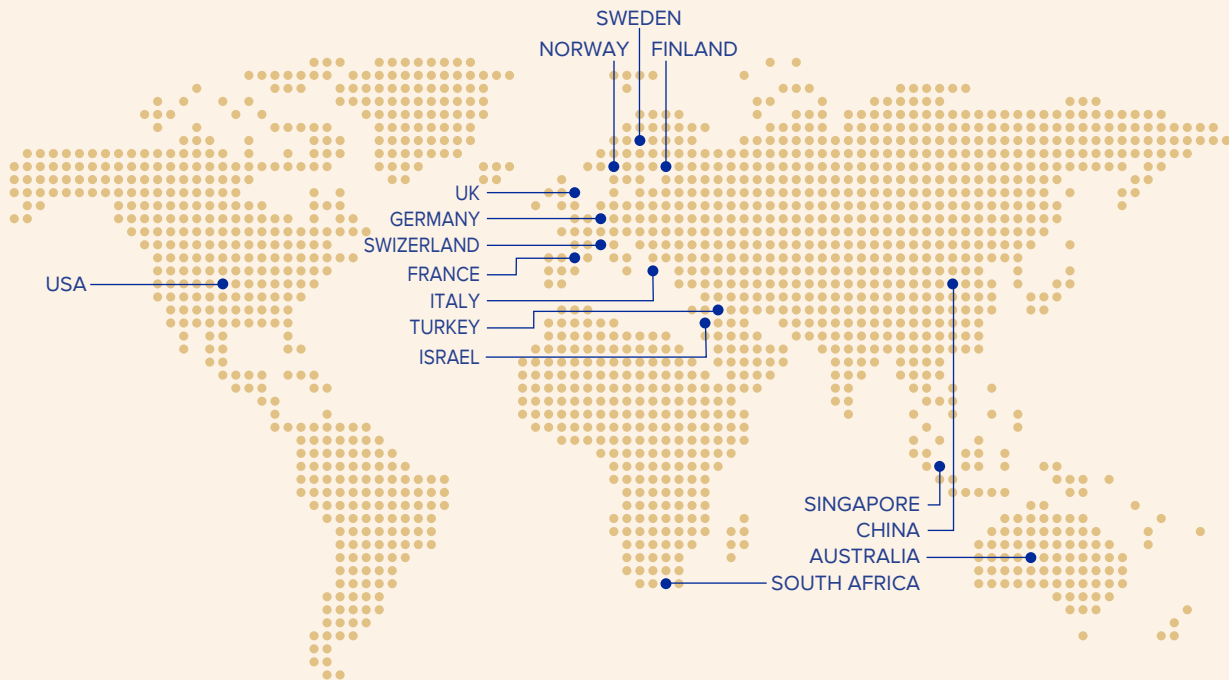 SWEDEN
NORWAY FINLAND
UK
GERMANY
SWIZERLAND
FRANCE
USA
ITALY
TURKEY
ISRAEL
SINGAPORE
CHINA
AUSTRALIA
SOUTH AFRICA